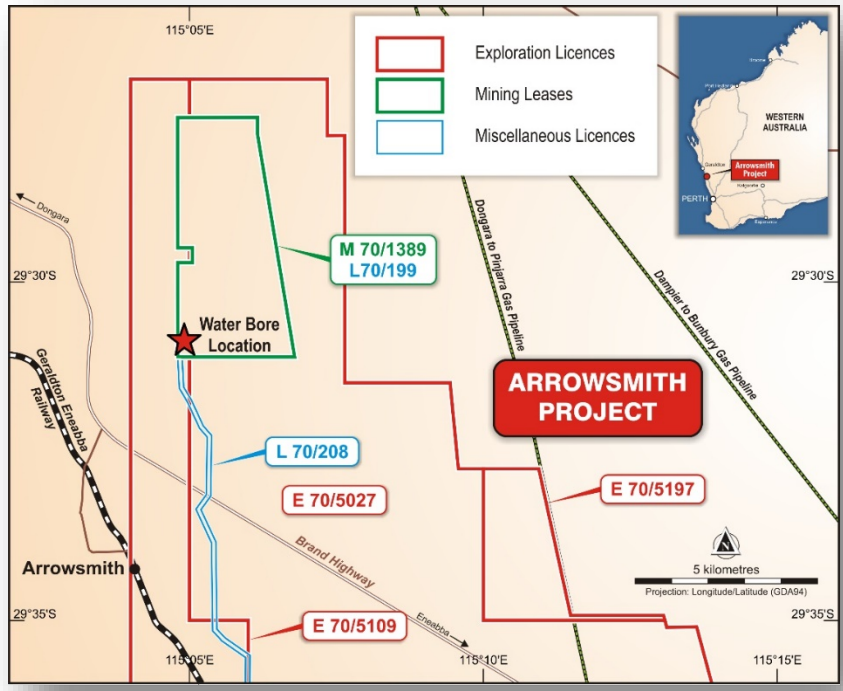 115°05'E
Exploration Licences
Mining Leases
Miscellaneous Licences
WESTERN
AUSTRALIA
Geraldton
Arrowsmith
Project
PERTH
Kalgoorlie
Esperance
Dongara
M 70/1389
L70/199
29°30'S
29°30'S
Water Bore
Location
Dongara to Pinjarra Gas Pipeline
Dampier to Bunbury Gas Pipeline
Geraldton Eneabba
Railway
ARROWSMITH
PROJECT
L 70/208
E 70/5027
E 70/5197
Brand Highway
N
5 kilometres
Projection: Longitude/Latitude (GDA94)
Arrowsmith
Eneabba
29°35'S
29°35'S
E 70/5109
115°05'E
115°10'E
115°15'E